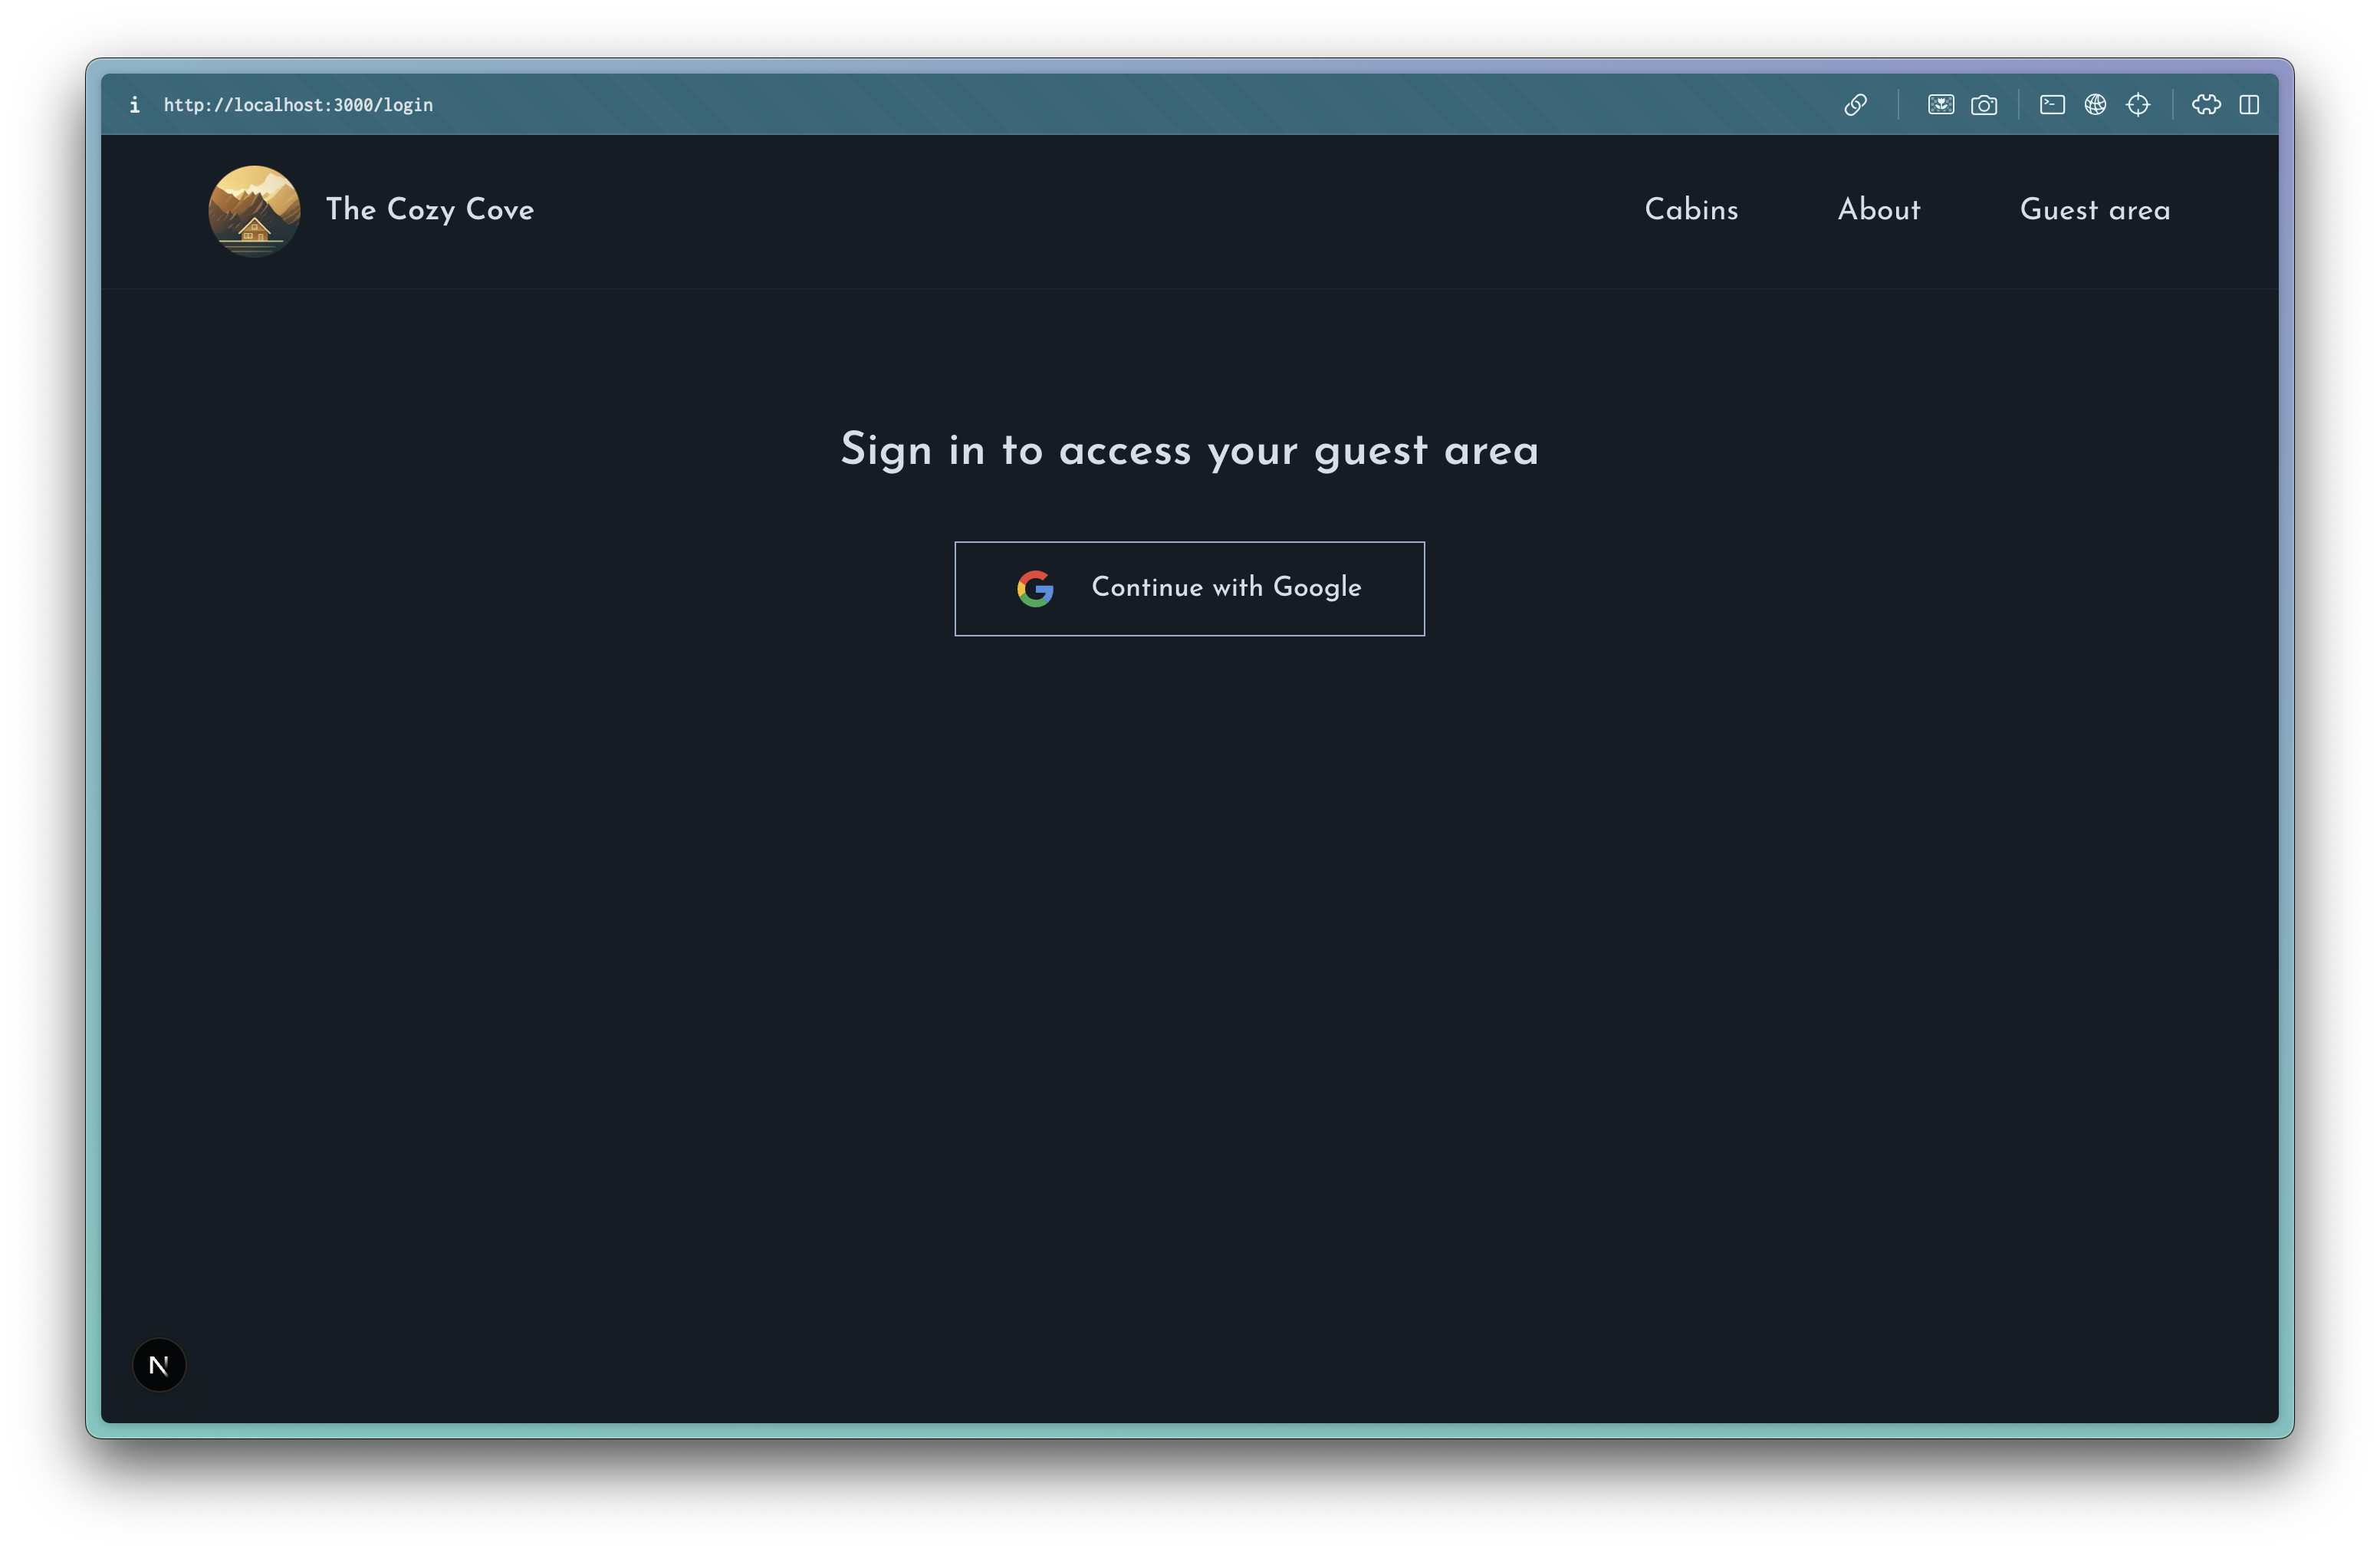 http://localhost:3000/login
The Cozy Cove
Cabins
About
Guest area
Sign in to access your guest area
Continue with Google
N